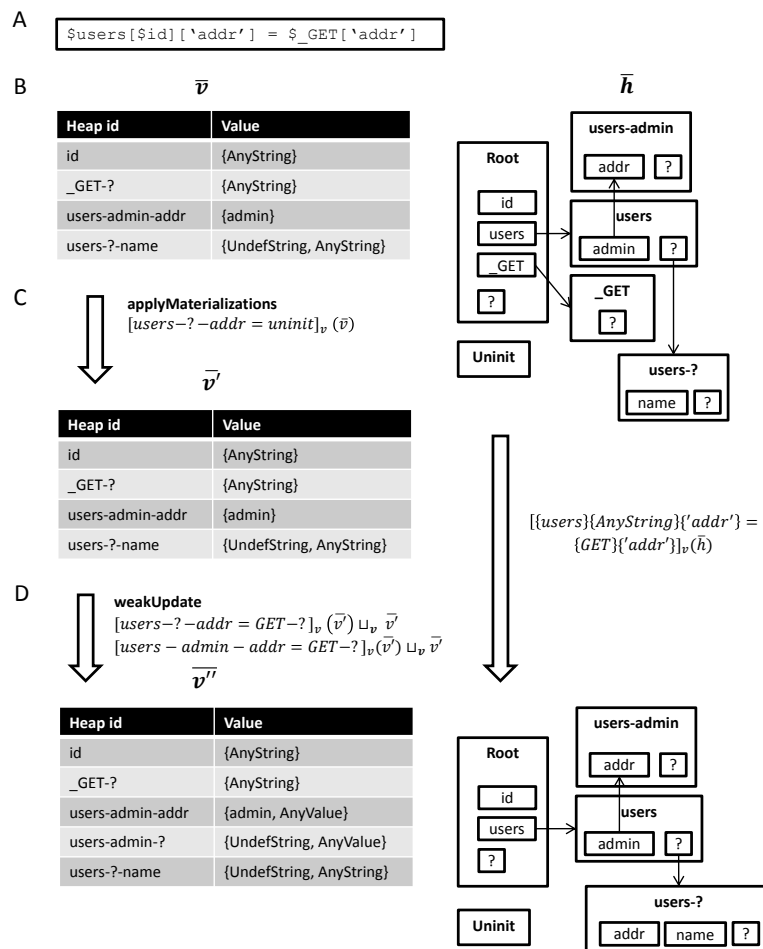 A
$users[$id]['addr'] = $_GET['addr']
B
v̅
h̅
Heap id Value
id {AnyString}
_GET-? {AnyString}
users-admin-addr {admin}
users-?-name {UndefString, AnyString}
Root
id
users
_GET
?
Uninit
users-admin
addr ?
users
admin ?
_GET
?
users-?
name ?
C
applyMaterializations
[users−?−addr = uninit]ᵥ (v̅)
v̅′
Heap id Value
id {AnyString}
_GET-? {AnyString}
users-admin-addr {admin}
users-?-name {UndefString, AnyString}
[{users}{AnyString}{'addr'} =
{GET}{'addr'}]ᵥ(h̅)
D
weakUpdate
[users−?−addr = GET−?]ᵥ (v̅′) ⊔ᵥ v̅′
[users − admin − addr = GET−?]ᵥ(v̅′) ⊔ᵥ v̅′
v̅′′
Heap id Value
id {AnyString}
_GET-? {AnyString}
users-admin-addr {admin, AnyValue}
users-admin-? {UndefString, AnyValue}
users-?-name {UndefString, AnyString}
Root
id
users
?
Uninit
users-admin
addr ?
users
admin ?
users-?
addr name ?